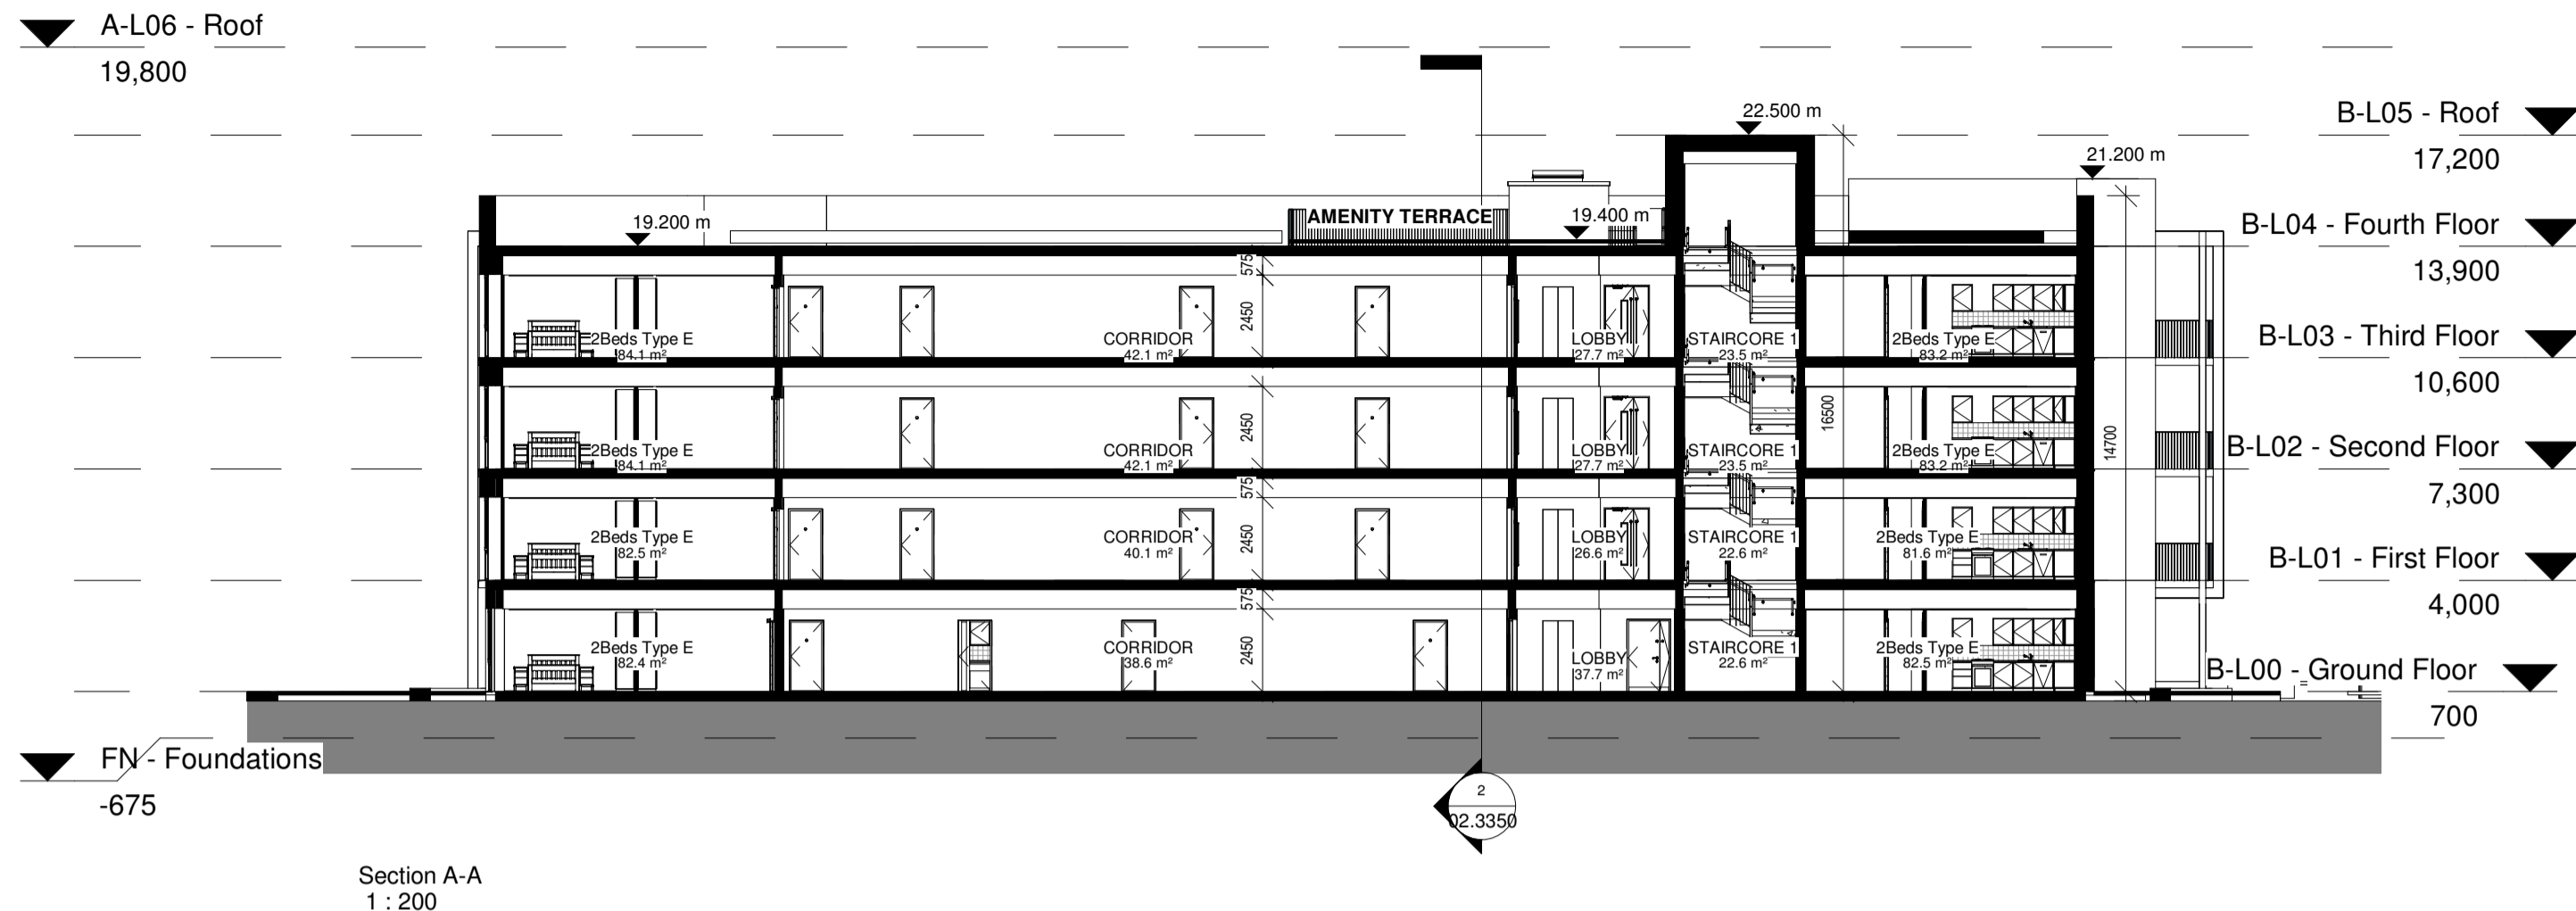 A-L06 - Roof
19,800
22.500 m
B-L05 - Roof
17,200
21.200 m
19.200 m
AMENITY TERRACE
19.400 m
B-L04 - Fourth Floor
13,900
575
2450
2Beds Type E
84.1 m²
CORRIDOR
42.1 m²
LOBBY
27.7 m²
STAIRCORE 1
23.5 m²
2Beds Type E
83.2 m²
B-L03 - Third Floor
10,600
2450
16500
14700
2Beds Type E
84.1 m²
CORRIDOR
42.1 m²
LOBBY
27.7 m²
STAIRCORE 1
23.5 m²
2Beds Type E
83.2 m²
B-L02 - Second Floor
7,300
575
2450
2Beds Type E
82.5 m²
CORRIDOR
40.1 m²
LOBBY
26.6 m²
STAIRCORE 1
22.6 m²
2Beds Type E
81.6 m²
B-L01 - First Floor
4,000
575
2450
2Beds Type E
82.4 m²
CORRIDOR
38.6 m²
LOBBY
37.7 m²
STAIRCORE 1
22.6 m²
2Beds Type E
82.5 m²
B-L00 - Ground Floor
700
FN - Foundations
-675
2
02.3350
Section A-A
1 : 200